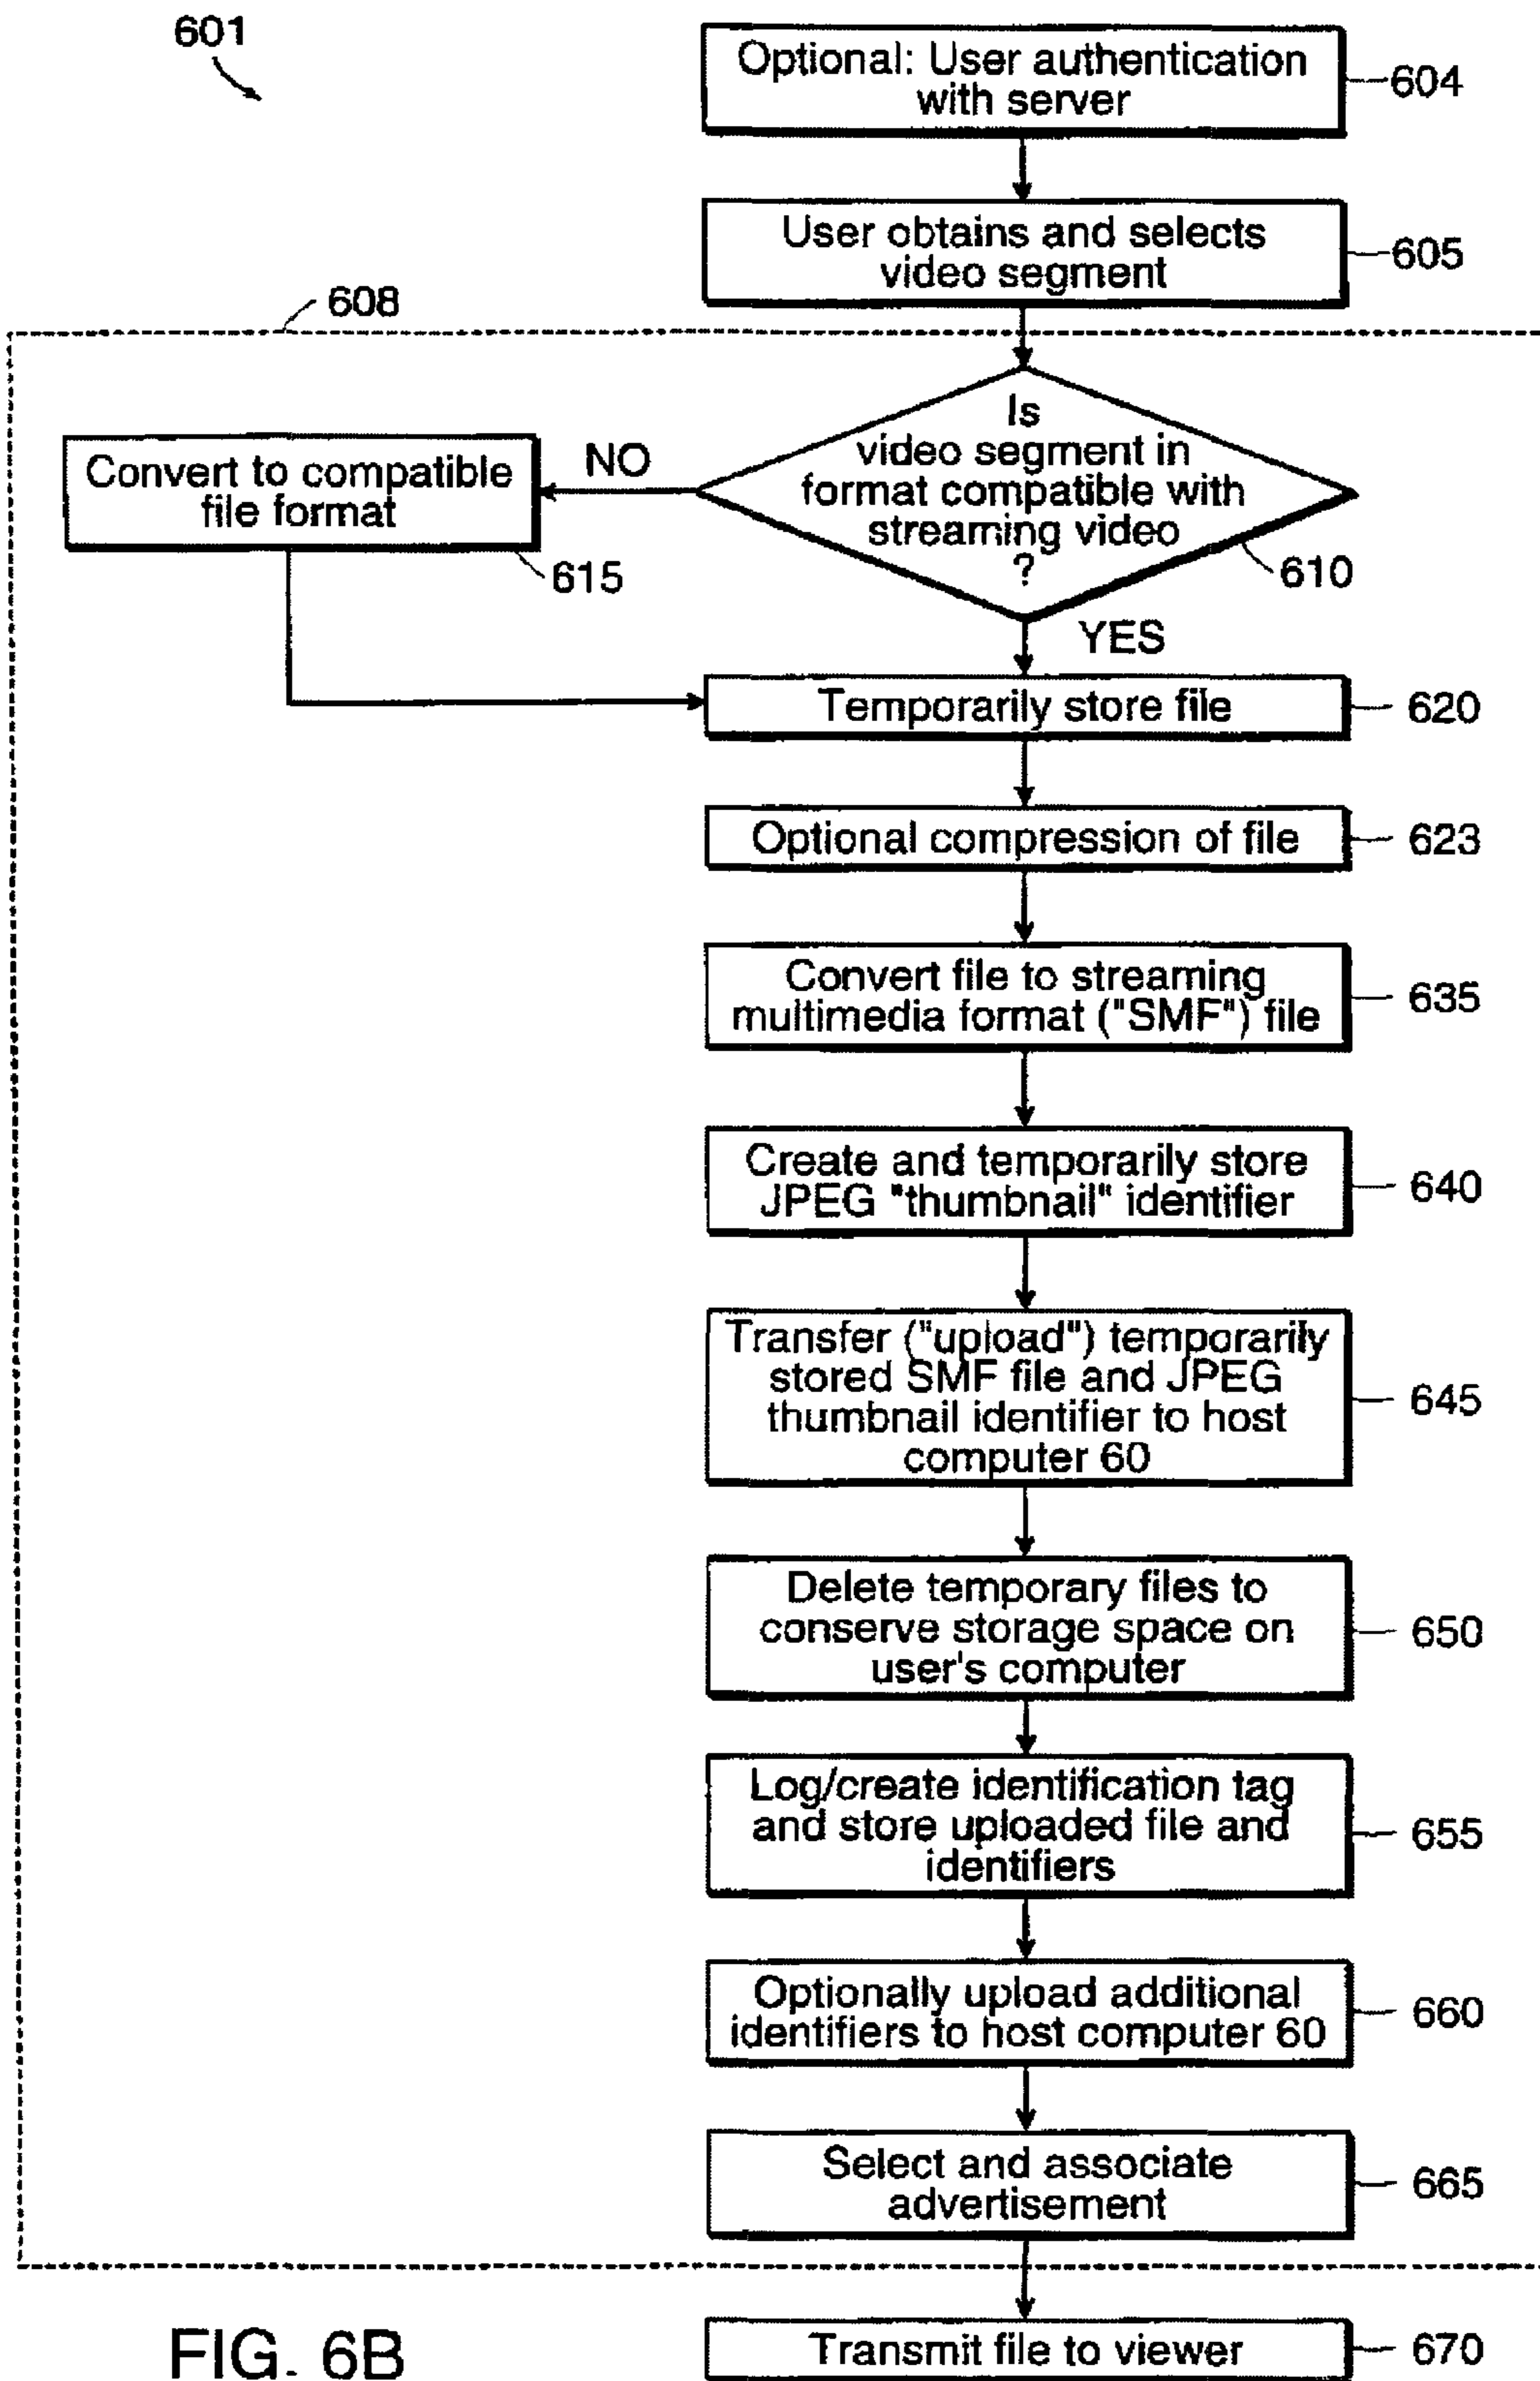 601
Optional: User authentication
with server
604
User obtains and selects
video segment
605
608
Is
video segment in
format compatible with
streaming video
?
610
NO
Convert to compatible
file format
615
YES
Temporarily store file
620
Optional compression of file
623
Convert file to streaming
multimedia format ("SMF") file
635
Create and temporarily store
JPEG "thumbnail" identifier
640
Transfer ("upload") temporarily
stored SMF file and JPEG
thumbnail identifier to host
computer 60
645
Delete temporary files to
conserve storage space on
user's computer
650
Log/create identification tag
and store uploaded file and
identifiers
655
Optionally upload additional
identifiers to host computer 60
660
Select and associate
advertisement
665
Transmit file to viewer
670
FIG. 6B